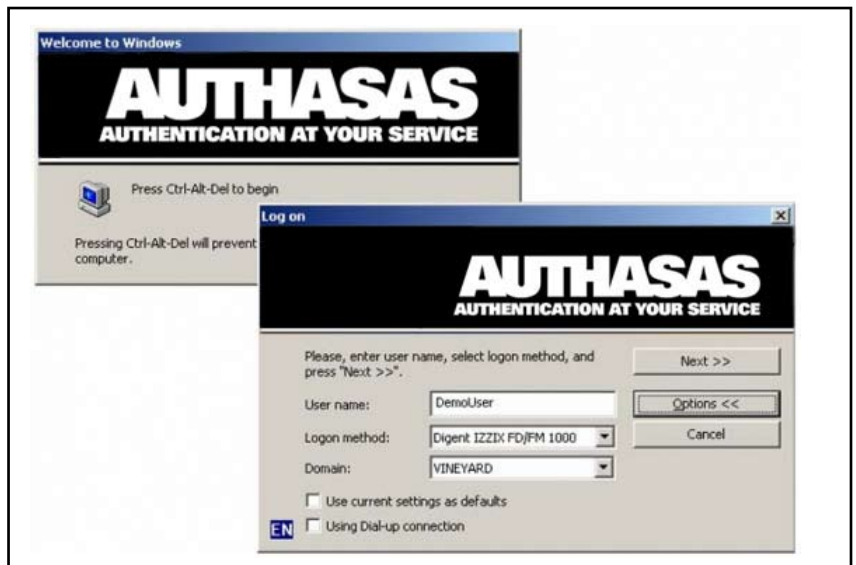 Welcome to Windows
AUTHASAS
AUTHENTICATION AT YOUR SERVICE
Press Ctrl-Alt-Del to begin
Pressing Ctrl-Alt-Del will prevent
computer.
Log on
AUTHASAS
AUTHENTICATION AT YOUR SERVICE
Please, enter user name, select logon method, and
press "Next >>".
Next >>
User name:
DemoUser
Options <<
Logon method:
Digent IZZIX FD/FM 1000
Cancel
Domain:
VINEYARD
Use current settings as defaults
EN
Using Dial-up connection